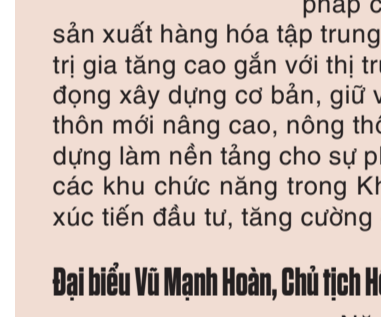 pháp c
sản xuất hàng hóa tập trung
trị gia tăng cao gắn với thị trư
đọng xây dựng cơ bản, giữ v
thôn mới nâng cao, nông thô
dựng làm nền tảng cho sự ph
các khu chức năng trong Kh
xúc tiến đầu tư, tăng cường
Đại biểu Vũ Mạnh Hoàn, Chủ tịch H